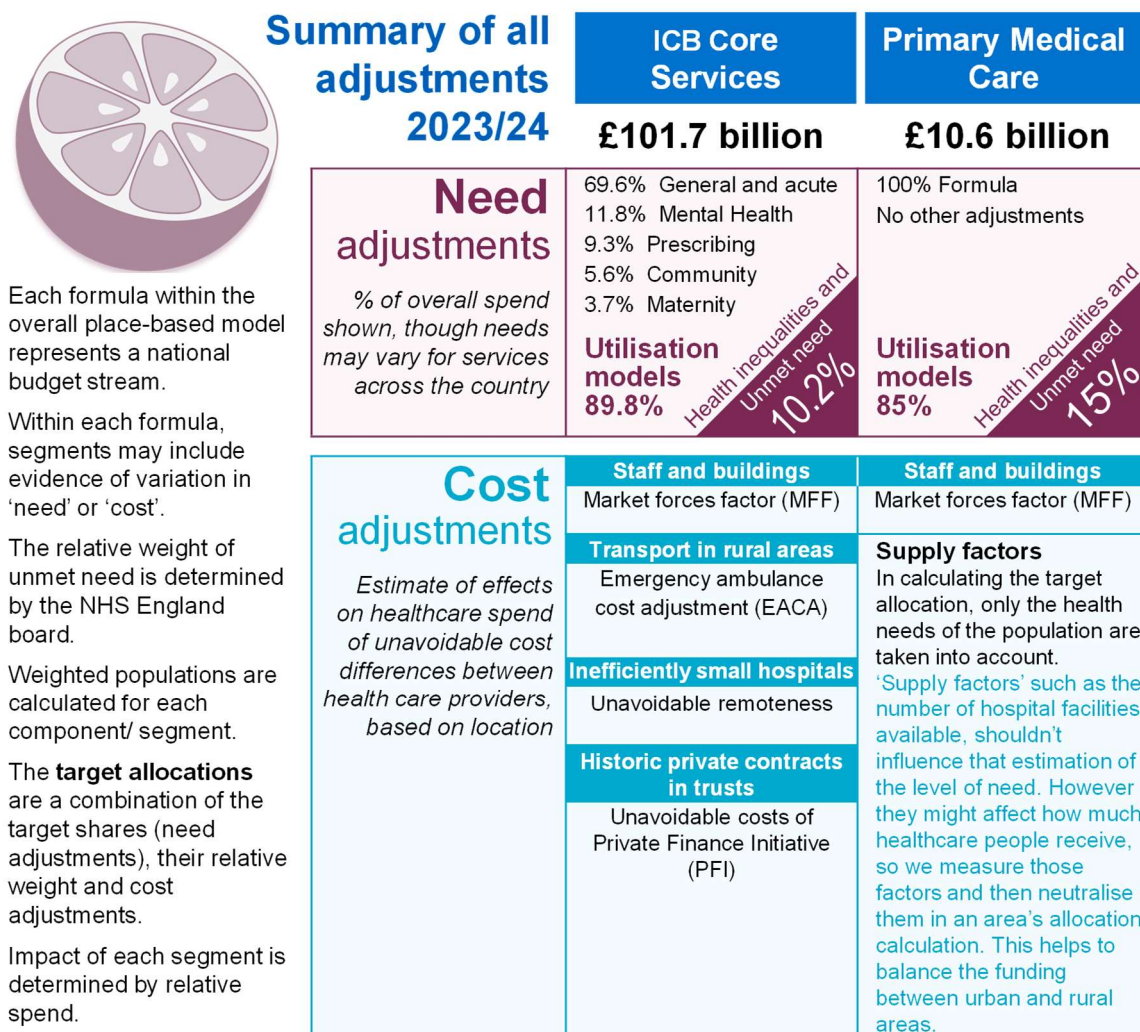 Summary of all
adjustments
2023/24
ICB Core
Services
£101.7 billion
Primary Medical
Care
£10.6 billion
Each formula within the
overall place-based model
represents a national
budget stream.
Within each formula,
segments may include
evidence of variation in
‘need’ or ‘cost’.
The relative weight of
unmet need is determined
by the NHS England
board.
Weighted populations are
calculated for each
component/ segment.
The target allocations
are a combination of the
target shares (need
adjustments), their relative
weight and cost
adjustments.
Impact of each segment is
determined by relative
spend.
Need
adjustments
% of overall spend
shown, though needs
may vary for services
across the country
69.6% General and acute
11.8% Mental Health
9.3% Prescribing
5.6% Community
3.7% Maternity
Utilisation
models
89.8%
Health inequalities and
Unmet need
10.2%
100% Formula
No other adjustments
Utilisation
models
85%
Health inequalities and
Unmet need
15%
Cost
adjustments
Estimate of effects
on healthcare spend
of unavoidable cost
differences between
health care providers,
based on location
Staff and buildings
Market forces factor (MFF)
Transport in rural areas
Emergency ambulance
cost adjustment (EACA)
Inefficiently small hospitals
Unavoidable remoteness
Historic private contracts
in trusts
Unavoidable costs of
Private Finance Initiative
(PFI)
Staff and buildings
Market forces factor (MFF)
Supply factors
In calculating the target
allocation, only the health
needs of the population are
taken into account.
‘Supply factors’ such as the
number of hospital facilities
available, shouldn’t
influence that estimation of
the level of need. However
they might affect how much
healthcare people receive,
so we measure those
factors and then neutralise
them in an area’s allocation
calculation. This helps to
balance the funding
between urban and rural
areas.